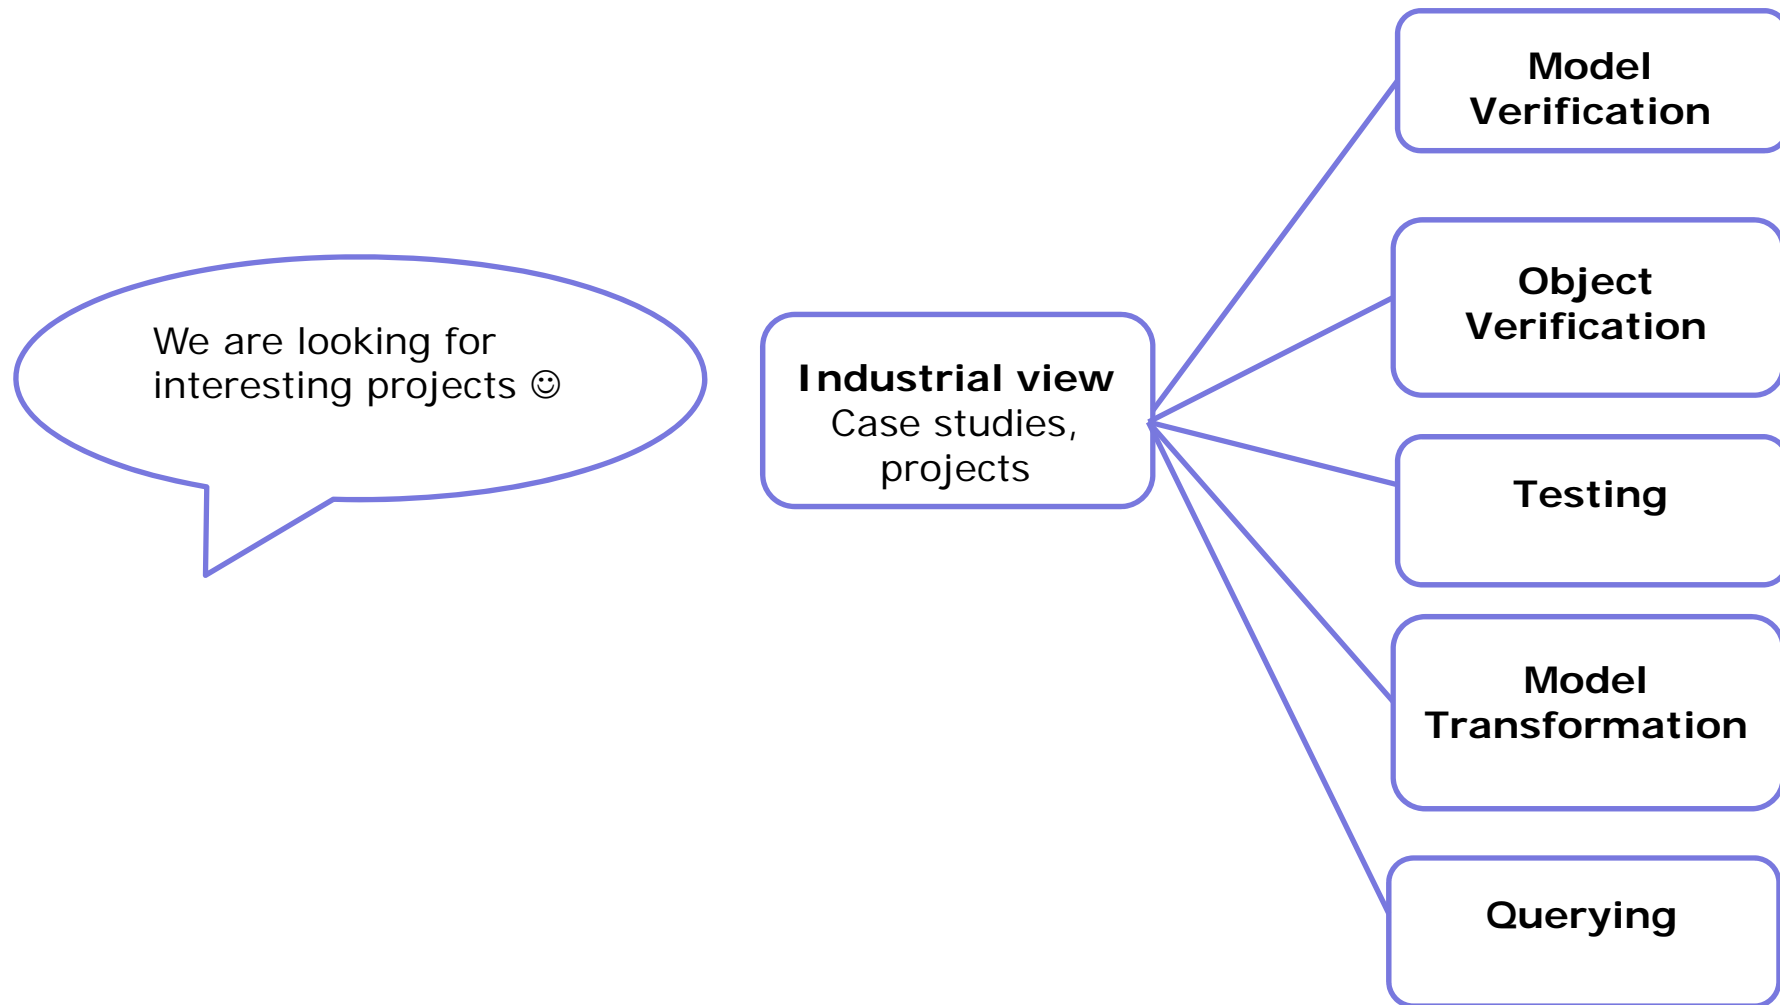 We are looking for
interesting projects ☺
Industrial view
Case studies,
projects
Model
Verification
Object
Verification
Testing
Model
Transformation
Querying